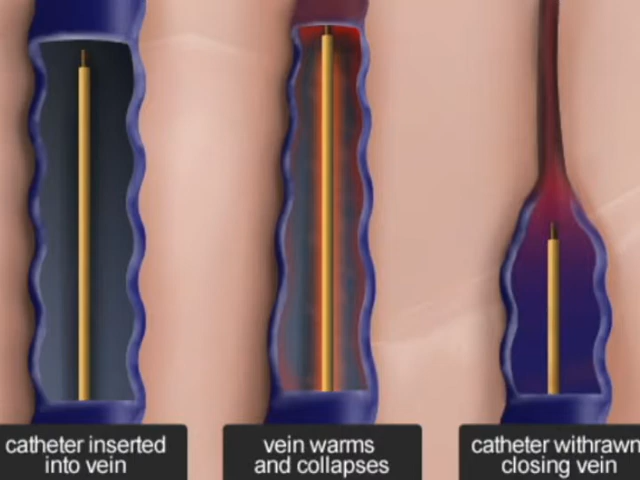 catheter inserted
into vein
vein warms
and collapses
catheter withrawn
closing vein